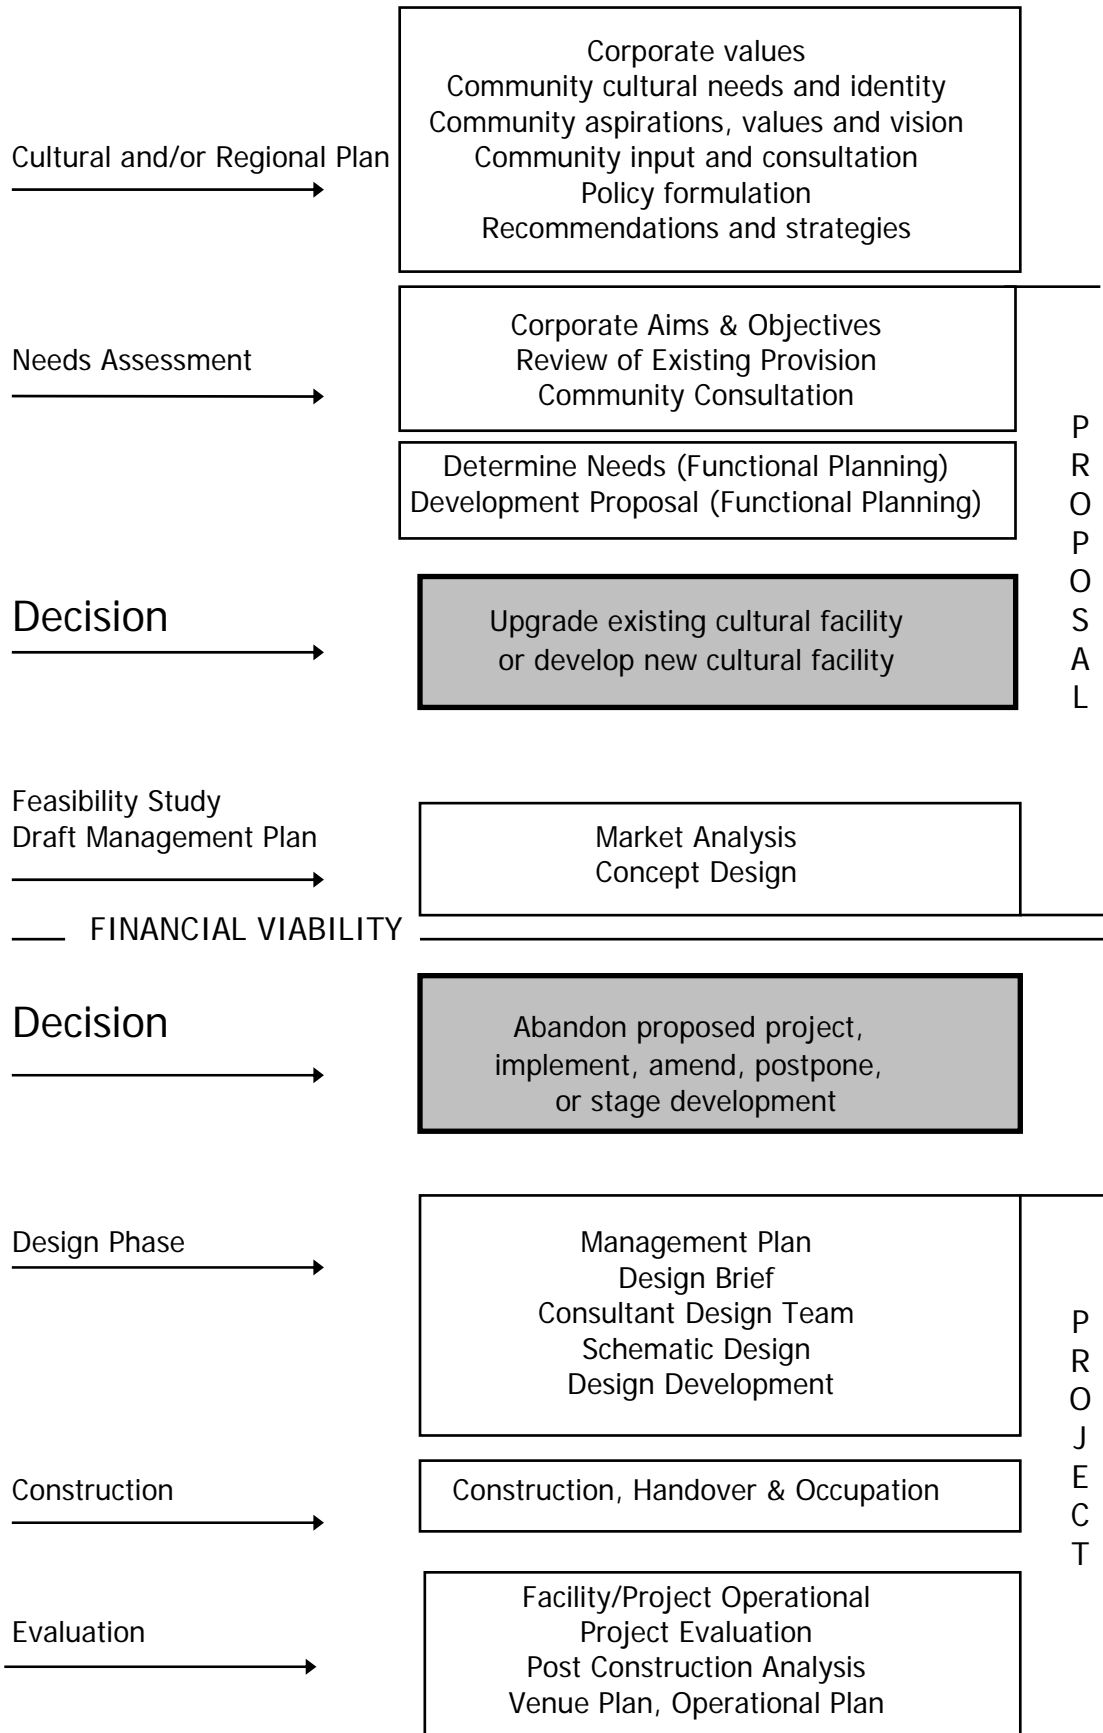 Corporate values
Community cultural needs and identity
Community aspirations, values and vision
Cultural and/or Regional Plan
Community input and consultation
Policy formulation
Recommendations and strategies
Corporate Aims & Objectives
Needs Assessment
Review of Existing Provision
Community Consultation
Determine Needs (Functional Planning)
Development Proposal (Functional Planning)
PROPOSAL
Decision
Upgrade existing cultural facility
or develop new cultural facility
Feasibility Study
Draft Management Plan
Market Analysis
Concept Design
FINANCIAL VIABILITY
Decision
Abandon proposed project,
implement, amend, postpone,
or stage development
Design Phase
Management Plan
Design Brief
Consultant Design Team
Schematic Design
Design Development
PROJECT
Construction
Construction, Handover & Occupation
Evaluation
Facility/Project Operational
Project Evaluation
Post Construction Analysis
Venue Plan, Operational Plan